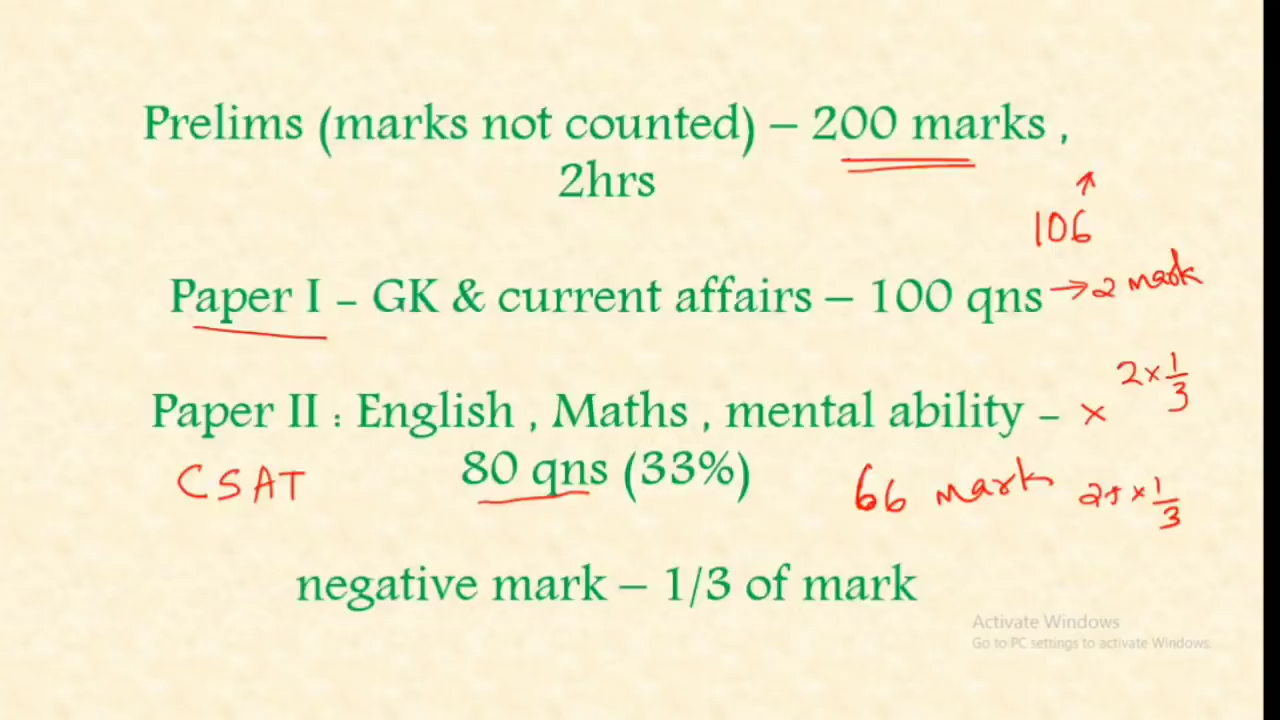 Prelims (marks not counted) – 200 marks ,
2hrs
106
Paper I – GK & current affairs – 100 qns → 2 mark
2 × 1/3
Paper II : English , Maths , mental ability – ×
CSAT 80 qns (33%) 66 mark
negative mark – 1/3 of mark
Activate Windows
Go to PC settings to activate Windows.